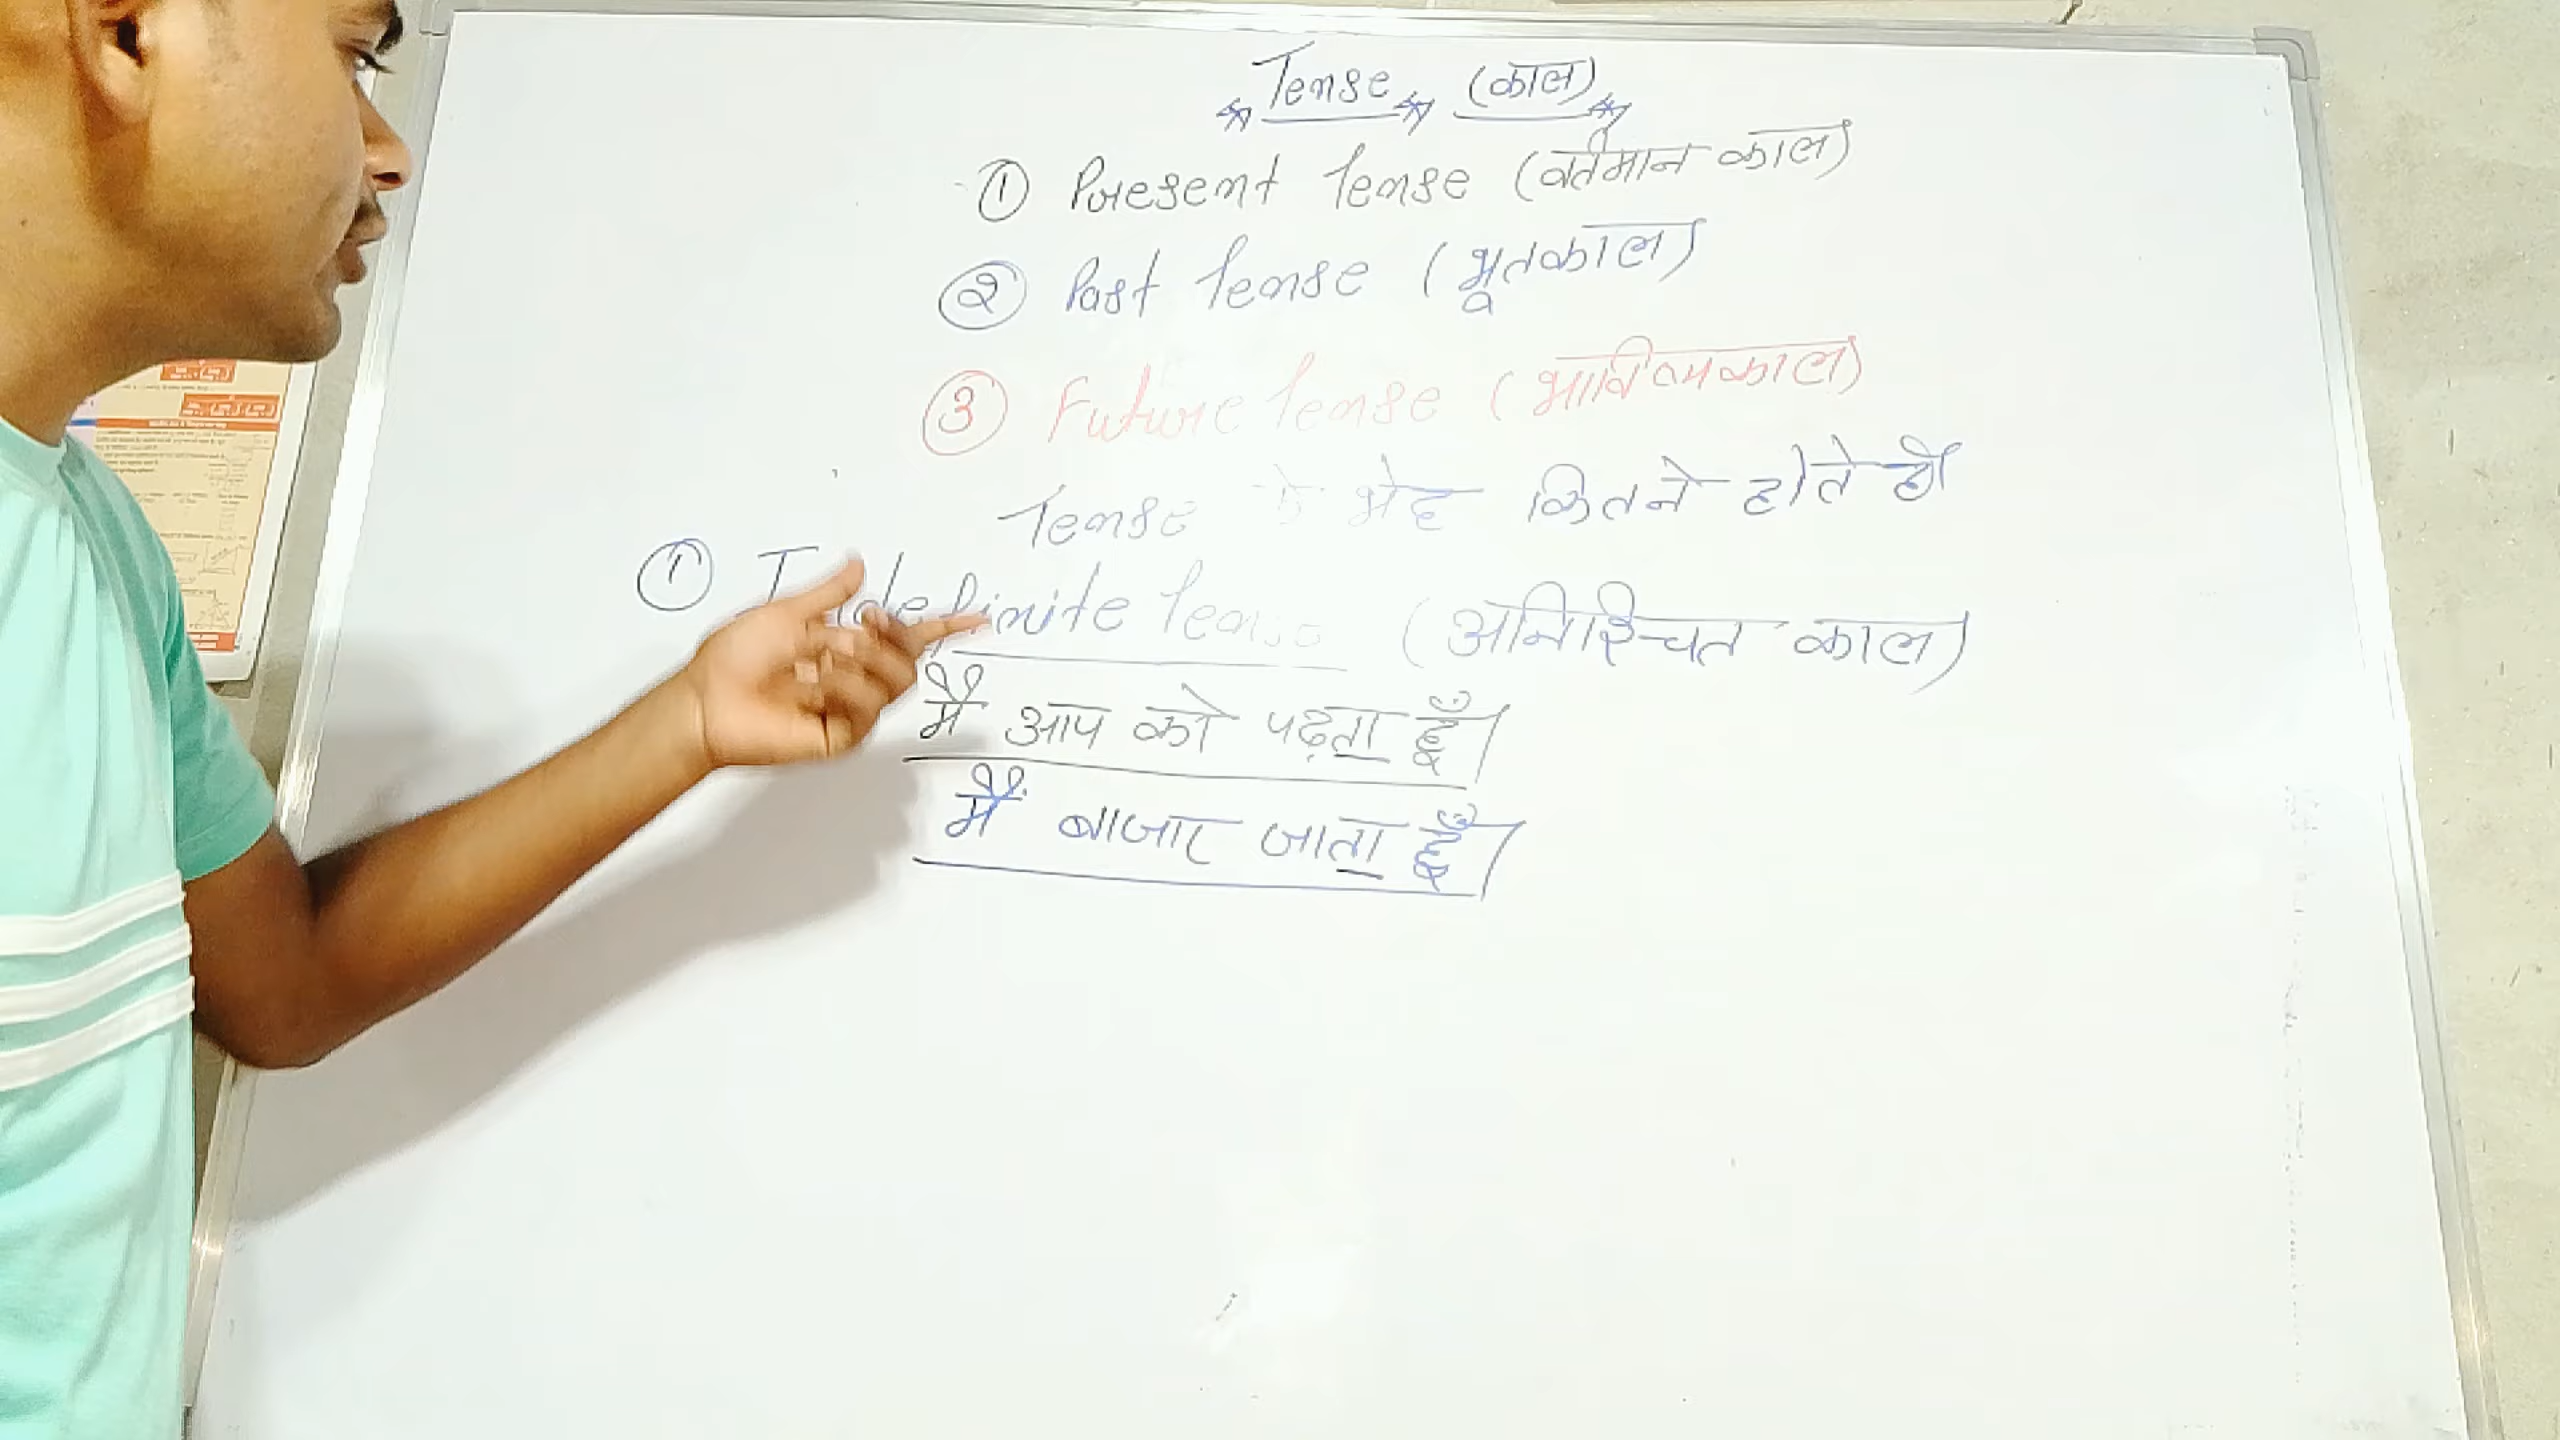 Tense (काल)
① Present Tense (वर्तमान काल)
② Past Tense (भूतकाल)
③ Future Tense (भाविष्यकाल)
Tense के भेद कितने होते है
① Indefinite Tense (अनिश्चित काल)
मैं आप को पढ़ता हूँ।
मैं बाजार जाता हूँ।